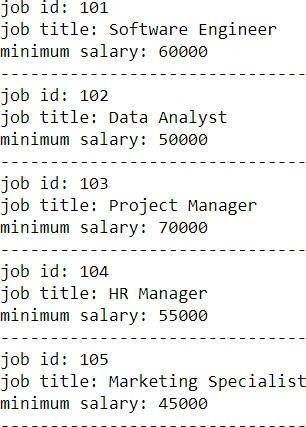 job id: 101
job title: Software Engineer
minimum salary: 60000
-------------------------------
job id: 102
job title: Data Analyst
minimum salary: 50000
-------------------------------
job id: 103
job title: Project Manager
minimum salary: 70000
-------------------------------
job id: 104
job title: HR Manager
minimum salary: 55000
-------------------------------
job id: 105
job title: Marketing Specialist
minimum salary: 45000
-------------------------------